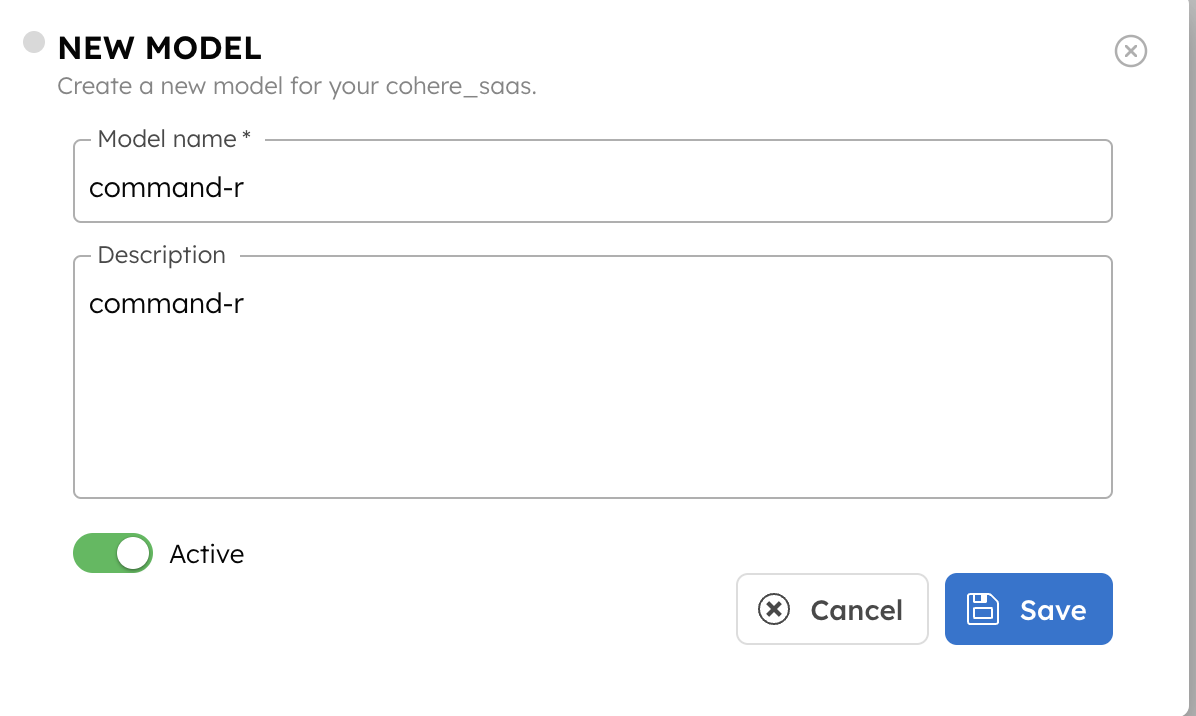 NEW MODEL
Create a new model for your cohere_saas.
Model name *
command-r
Description
command-r
Active
Cancel
Save